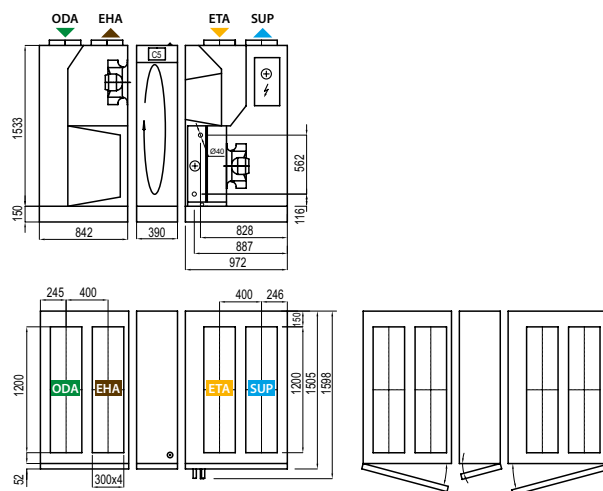 ODA EHA ETA SUP
C5
1533
Ø40
562
150
116
842 390 828
887
972
245 400 400 246
150
1200 ODA EHA ETA SUP 1200 1505 1598
52
300x4